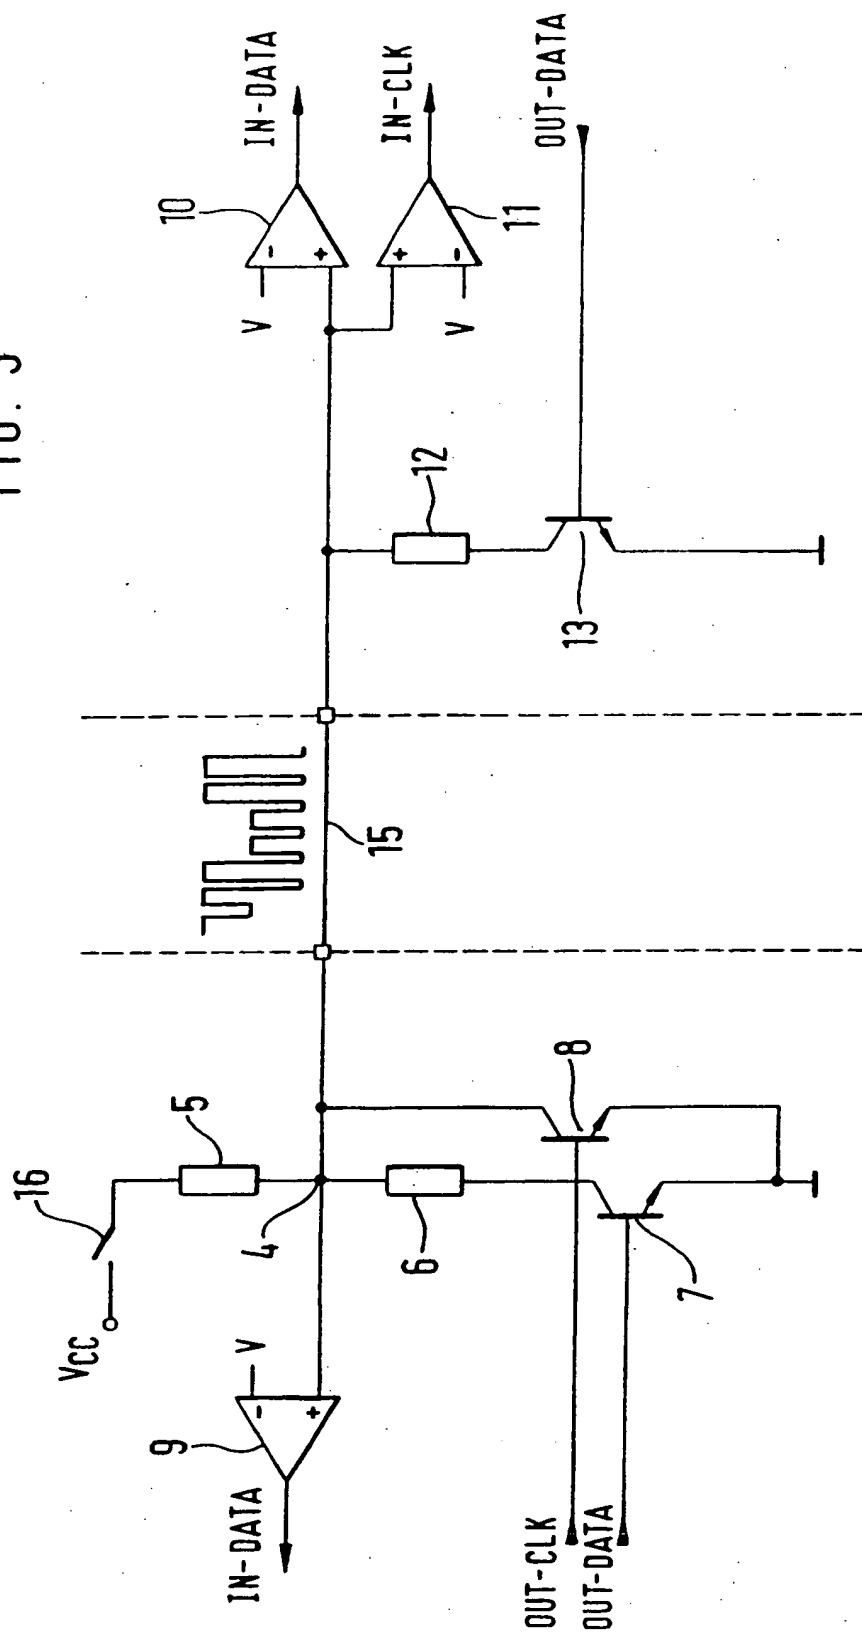 16
VCC
5
4
6
9
V
IN-DATA
8
7
OUT-CLK
OUT-DATA
15
10
V
IN-DATA
11
V
IN-CLK
12
13
OUT-DATA
-
+
-
+
+
-